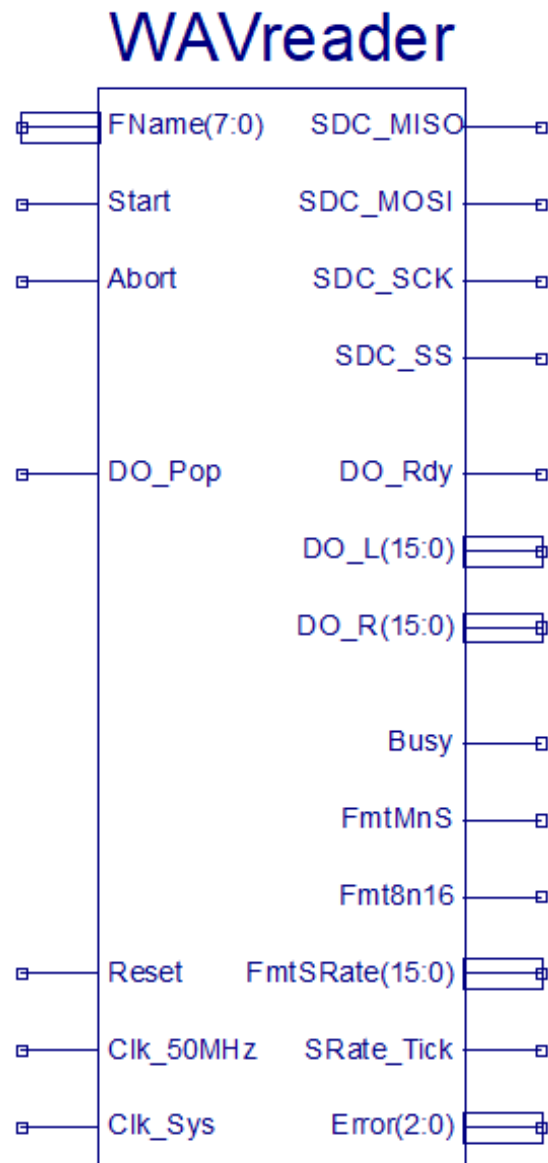 WAVreader
FName(7:0) SDC_MISO
Start SDC_MOSI
Abort SDC_SCK
SDC_SS
DO_Pop DO_Rdy
DO_L(15:0)
DO_R(15:0)
Busy
FmtMnS
Fmt8n16
Reset FmtSRate(15:0)
Clk_50MHz SRate_Tick
Clk_Sys Error(2:0)